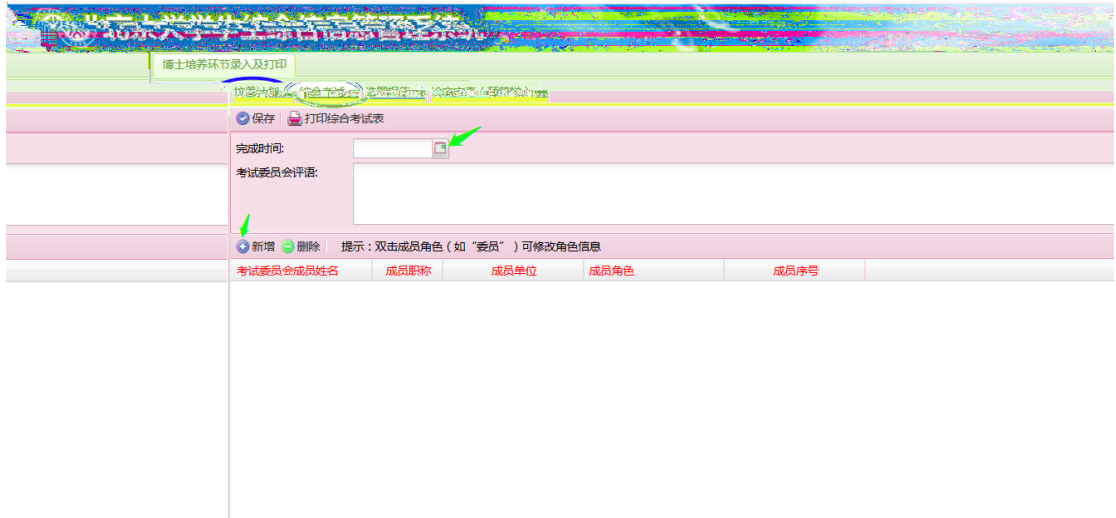 博士培养环节录入及打印
综合考试
保存 打印综合考试表
完成时间:
考试委员会评语:
新增 删除 提示：双击成员角色（如“委员”）可修改角色信息
考试委员会成员姓名 成员职称 成员单位 成员角色 成员序号